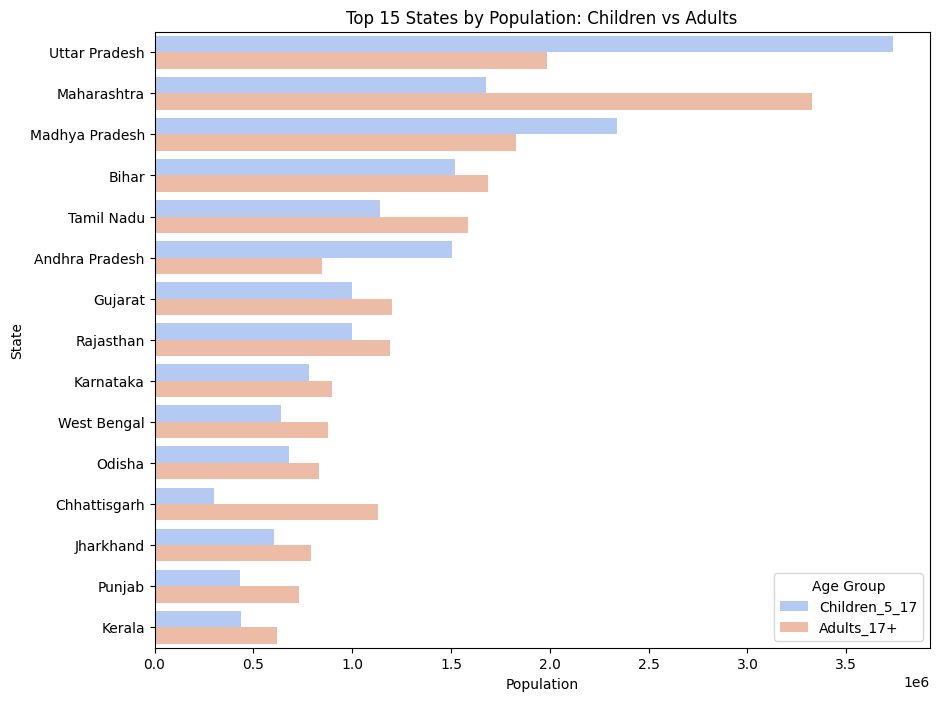 Top 15 States by Population: Children vs Adults
State
Uttar Pradesh
Maharashtra
Madhya Pradesh
Bihar
Tamil Nadu
Andhra Pradesh
Gujarat
Rajasthan
Karnataka
West Bengal
Odisha
Chhattisgarh
Jharkhand
Punjab
Kerala
Age Group
Children_5_17
Adults_17+
0.0 0.5 1.0 1.5 2.0 2.5 3.0 3.5
1e6
Population